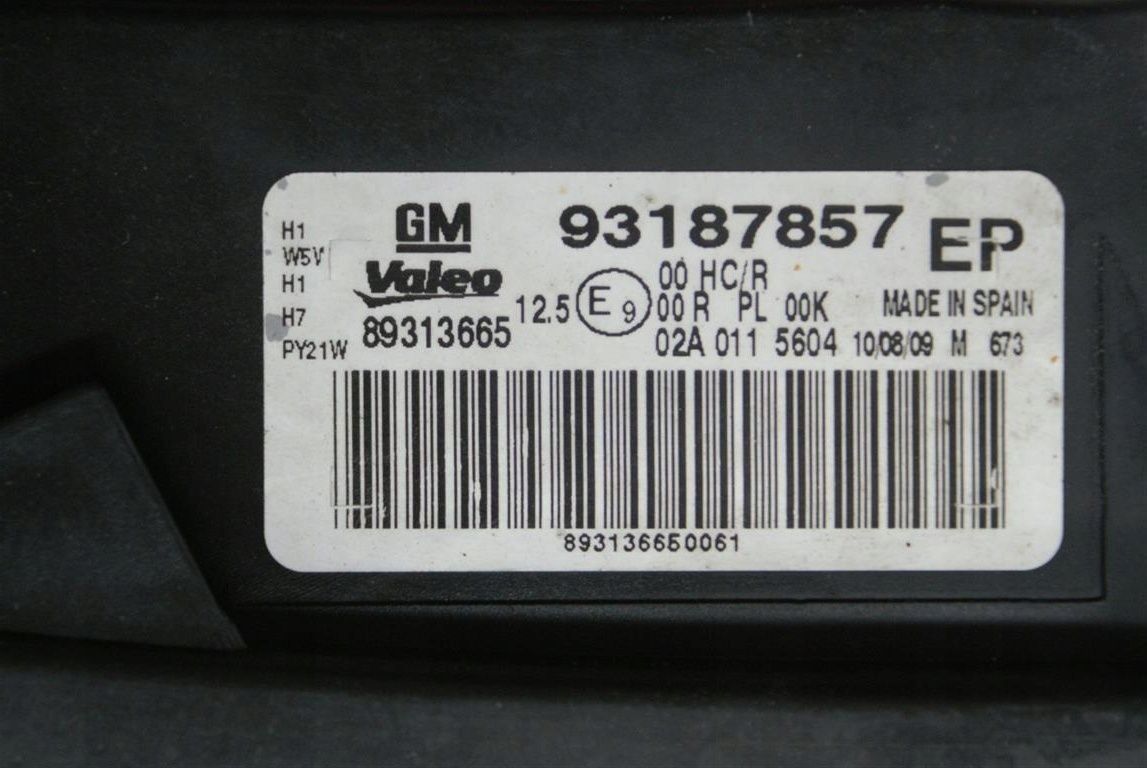 H1
W5W
H1
H7
PY21W
GM
Valeo
89313665
93187857 EP
12.5 E9
00 HC/R
00 R PL 00K MADE IN SPAIN
02A 011 5604 10/08/09 M 673
893136650061